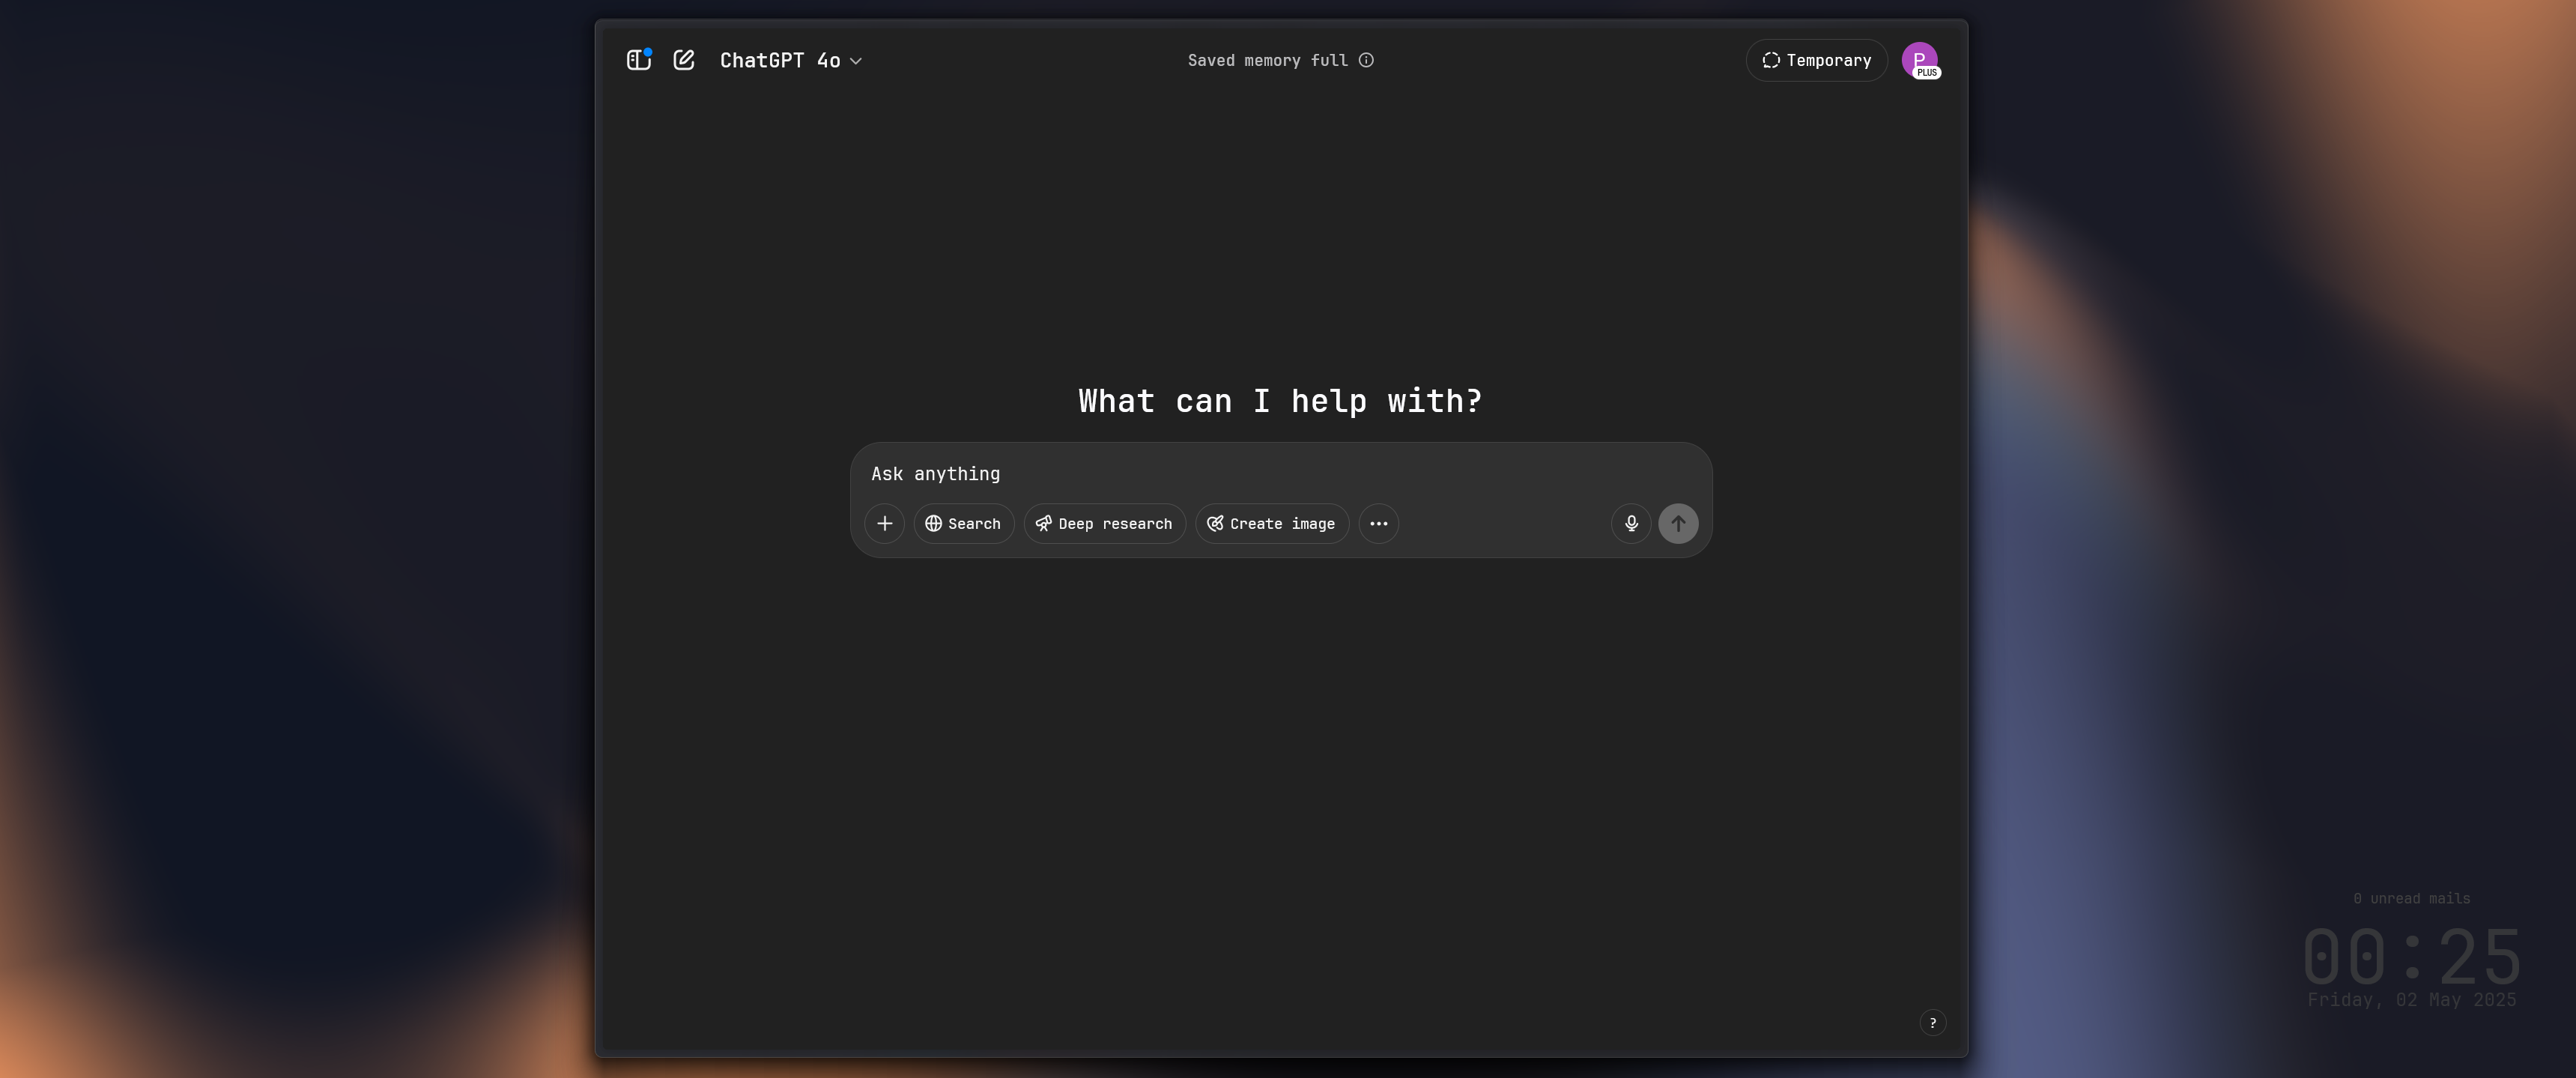 ChatGPT 4o
Saved memory full
Temporary
P
PLUS
What can I help with?
Ask anything
Search
Deep research
Create image
0 unread mails
00:25
Friday, 02 May 2025
?